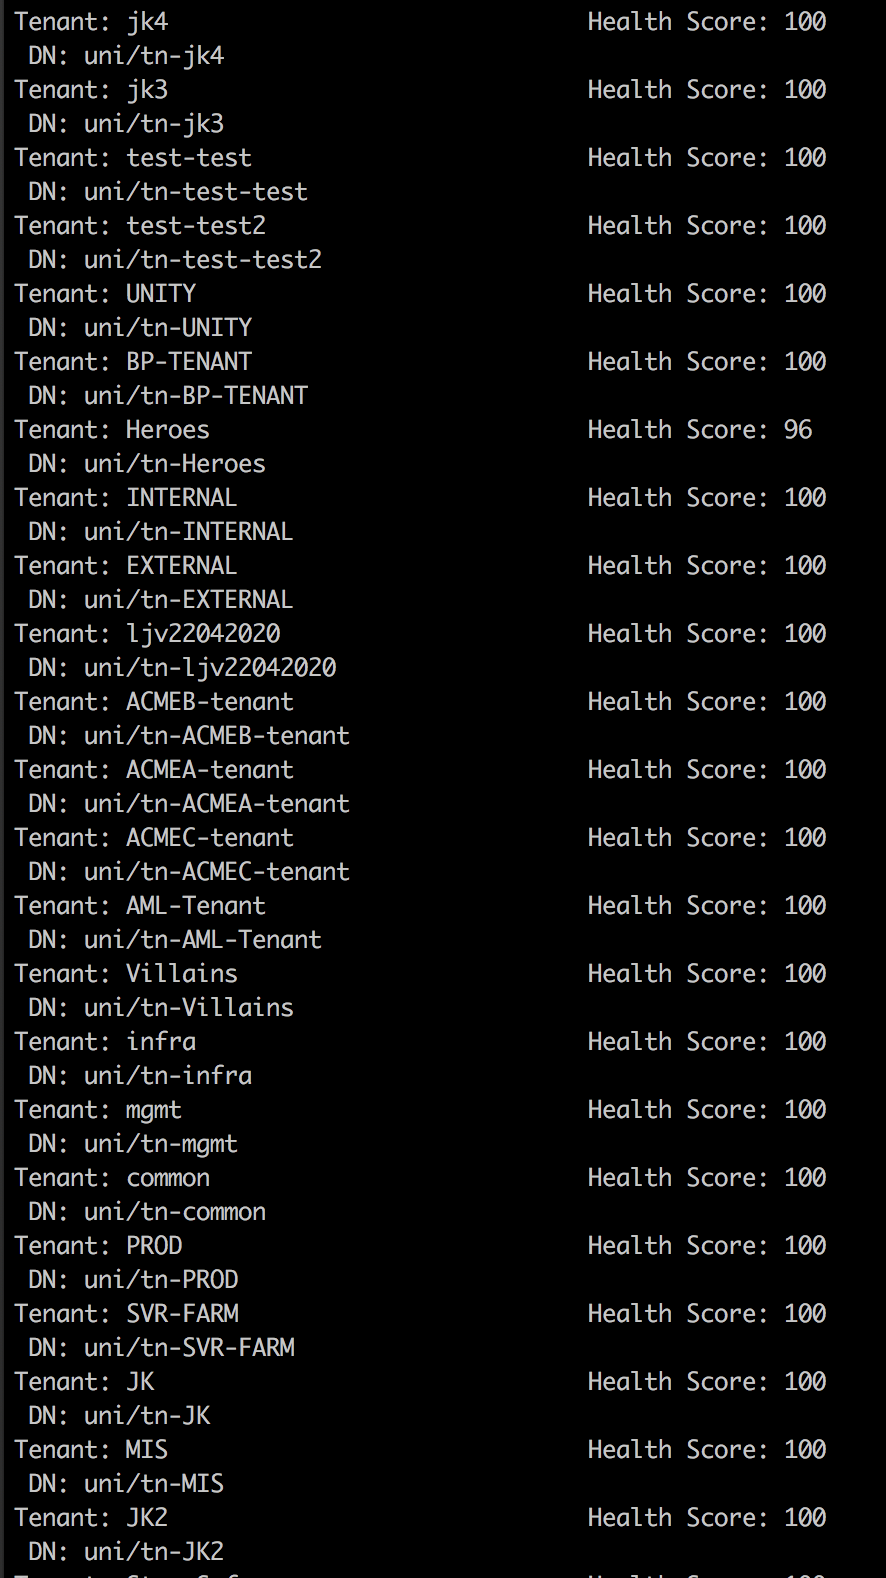 Tenant: jk4 Health Score: 100
DN: uni/tn-jk4
Tenant: jk3 Health Score: 100
DN: uni/tn-jk3
Tenant: test-test Health Score: 100
DN: uni/tn-test-test
Tenant: test-test2 Health Score: 100
DN: uni/tn-test-test2
Tenant: UNITY Health Score: 100
DN: uni/tn-UNITY
Tenant: BP-TENANT Health Score: 100
DN: uni/tn-BP-TENANT
Tenant: Heroes Health Score: 96
DN: uni/tn-Heroes
Tenant: INTERNAL Health Score: 100
DN: uni/tn-INTERNAL
Tenant: EXTERNAL Health Score: 100
DN: uni/tn-EXTERNAL
Tenant: ljv22042020 Health Score: 100
DN: uni/tn-ljv22042020
Tenant: ACMEB-tenant Health Score: 100
DN: uni/tn-ACMEB-tenant
Tenant: ACMEA-tenant Health Score: 100
DN: uni/tn-ACMEA-tenant
Tenant: ACMEC-tenant Health Score: 100
DN: uni/tn-ACMEC-tenant
Tenant: AML-Tenant Health Score: 100
DN: uni/tn-AML-Tenant
Tenant: Villains Health Score: 100
DN: uni/tn-Villains
Tenant: infra Health Score: 100
DN: uni/tn-infra
Tenant: mgmt Health Score: 100
DN: uni/tn-mgmt
Tenant: common Health Score: 100
DN: uni/tn-common
Tenant: PROD Health Score: 100
DN: uni/tn-PROD
Tenant: SVR-FARM Health Score: 100
DN: uni/tn-SVR-FARM
Tenant: JK Health Score: 100
DN: uni/tn-JK
Tenant: MIS Health Score: 100
DN: uni/tn-MIS
Tenant: JK2 Health Score: 100
DN: uni/tn-JK2